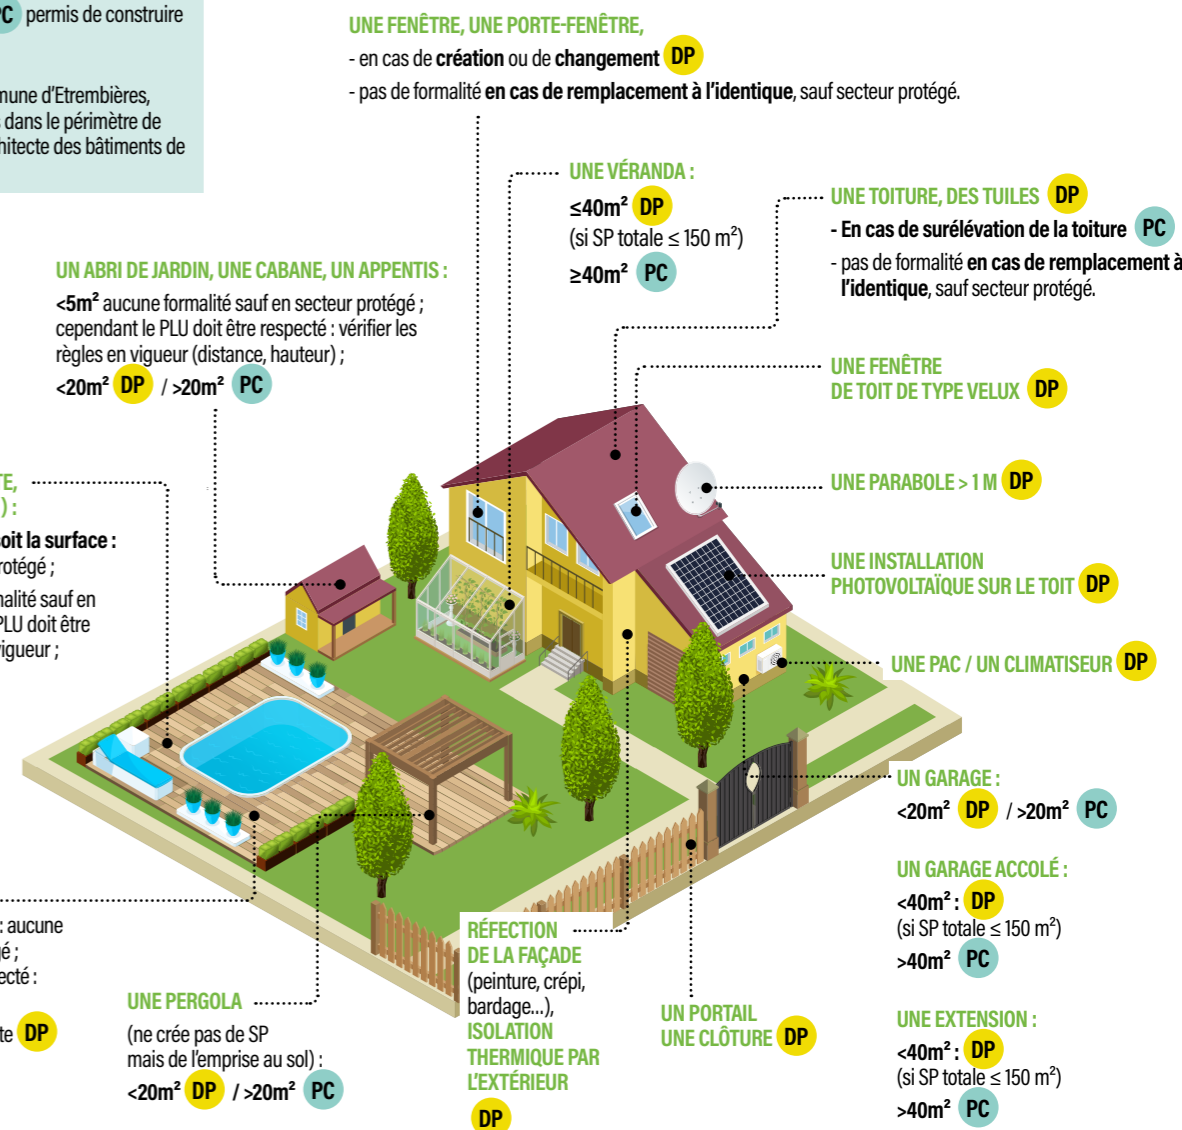 PC permis de construire
d'Etrembières,
dans le périmètre de
des bâtiments de
UNE FENÊTRE, UNE PORTE-FENÊTRE,
- en cas de création ou de changement DP
- pas de formalité en cas de remplacement à l'identique, sauf secteur protégé.
UNE VÉRANDA :
≤40m² DP
(si SP totale ≤ 150 m²)
≥40m² PC
UNE TOITURE, DES TUILES DP
- En cas de surélévation de la toiture PC
- pas de formalité en cas de remplacement à
l'identique, sauf secteur protégé.
UN ABRI DE JARDIN, UNE CABANE, UN APPENTIS :
<5m² aucune formalité sauf en secteur protégé ;
cependant le PLU doit être respecté : vérifier les
règles en vigueur (distance, hauteur) ;
<20m² DP / >20m² PC
UNE FENÊTRE
DE TOIT DE TYPE VELUX DP
UNE PARABOLE > 1 M DP
UNE INSTALLATION
PHOTOVOLTAÏQUE SUR LE TOIT DP
UNE PAC / UN CLIMATISEUR DP
) :
soit la surface :
;
sauf en
PLU doit être
vigueur ;
UN GARAGE :
<20m² DP / >20m² PC
UN GARAGE ACCOLÉ :
<40m² : DP
(si SP totale ≤ 150 m²)
>40m² PC
UNE EXTENSION :
<40m² : DP
(si SP totale ≤ 150 m²)
>40m² PC
: aucune
;
:
DP
UNE PERGOLA
(ne crée pas de SP
mais de l'emprise au sol) :
<20m² DP / >20m² PC
RÉFECTION
DE LA FAÇADE
(peinture, crépi,
bardage...),
ISOLATION
THERMIQUE PAR
L'EXTÉRIEUR
DP
UN PORTAIL
UNE CLÔTURE DP